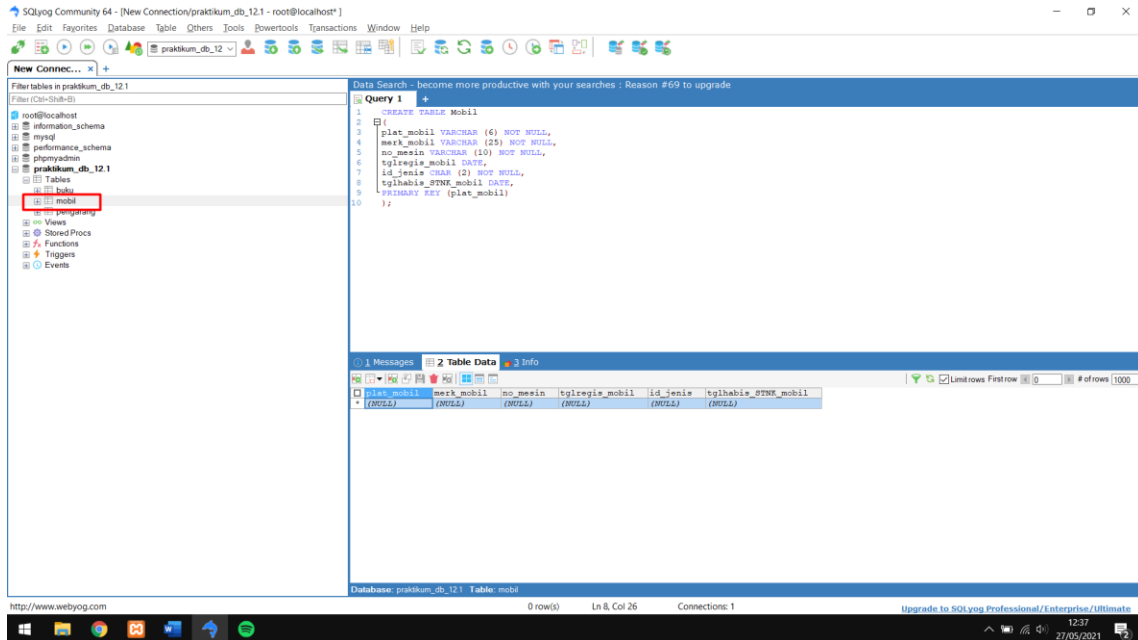 SQLyog Community 64 - [New Connection/praktikum_db_12.1 - root@localhost* ]
File Edit Favorites Database Table Others Tools Powertools Transactions Window Help
praktikum_db_12
New Connec... × +
Filter tables in praktikum_db_12.1
Filter (Ctrl+Shift+B)
root@localhost
information_schema
mysql
performance_schema
phpmyadmin
praktikum_db_12.1
Tables
buku
mobil
pengarang
Views
Stored Procs
Functions
Triggers
Events
Data Search - become more productive with your searches : Reason #69 to upgrade
Query 1 +
1 CREATE TABLE Mobil
2 (
3 plat_mobil VARCHAR (6) NOT NULL,
4 merk_mobil VARCHAR (25) NOT NULL,
5 no_mesin VARCHAR (10) NOT NULL,
6 tglregis_mobil DATE,
7 id_jenis CHAR (2) NOT NULL,
8 tglhabis_STNK_mobil DATE,
9 PRIMARY KEY (plat_mobil)
10 );
1 Messages 2 Table Data 3 Info
Limit rows First row 0 # of rows 1000
plat_mobil merk_mobil no_mesin tglregis_mobil id_jenis tglhabis_STNK_mobil
* (NULL) (NULL) (NULL) (NULL) (NULL) (NULL)
Database: praktikum_db_12.1 Table: mobil
http://www.webyog.com 0 row(s) Ln 8, Col 26 Connections: 1 Upgrade to SQLyog Professional/Enterprise/Ultimate
12:37
27/05/2021